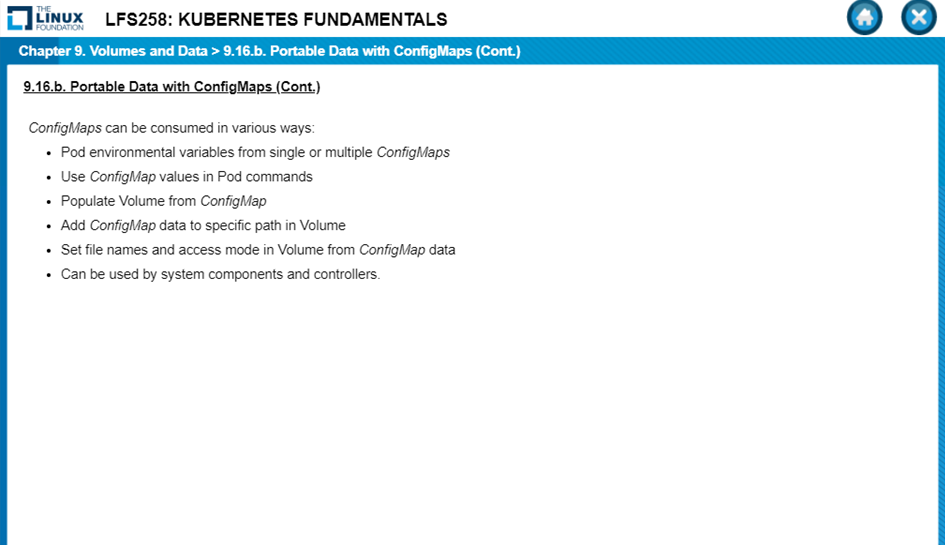 THE
LINUX
FOUNDATION
LFS258: KUBERNETES FUNDAMENTALS
Chapter 9. Volumes and Data > 9.16.b. Portable Data with ConfigMaps (Cont.)
9.16.b. Portable Data with ConfigMaps (Cont.)
ConfigMaps can be consumed in various ways:
• Pod environmental variables from single or multiple ConfigMaps
• Use ConfigMap values in Pod commands
• Populate Volume from ConfigMap
• Add ConfigMap data to specific path in Volume
• Set file names and access mode in Volume from ConfigMap data
• Can be used by system components and controllers.